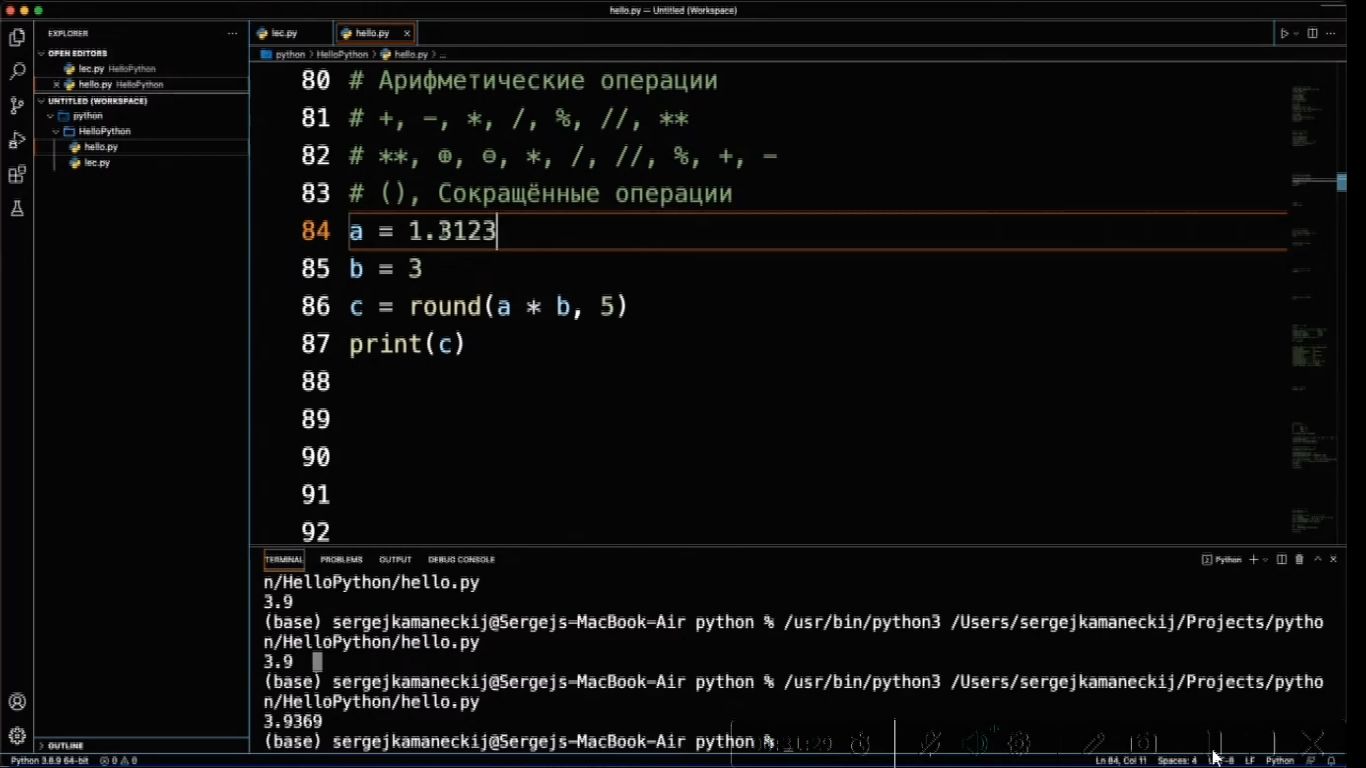 hello.py — Untitled (Workspace)
EXPLORER
OPEN EDITORS
lec.py HelloPython
× hello.py HelloPython
UNTITLED (WORKSPACE)
python
HelloPython
hello.py
lec.py
OUTLINE
lec.py
hello.py ×
python › HelloPython › hello.py › ...
80 # Арифметические операции
81 # +, −, *, /, %, //, **
82 # **, ⊕, ⊖, *, /, //, %, +, −
83 # (), Сокращённые операции
84 a = 1.3123
85 b = 3
86 c = round(a * b, 5)
87 print(c)
88
89
90
91
92
TERMINAL PROBLEMS OUTPUT DEBUG CONSOLE
Python
n/HelloPython/hello.py
3.9
(base) sergejkamaneckij@Sergejs-MacBook-Air python % /usr/bin/python3 /Users/sergejkamaneckij/Projects/pytho
n/HelloPython/hello.py
3.9
(base) sergejkamaneckij@Sergejs-MacBook-Air python % /usr/bin/python3 /Users/sergejkamaneckij/Projects/pytho
n/HelloPython/hello.py
3.9369
(base) sergejkamaneckij@Sergejs-MacBook-Air python %
Python 3.8.9 64-bit 0 0
Ln 84, Col 11 Spaces: 4 LF Python